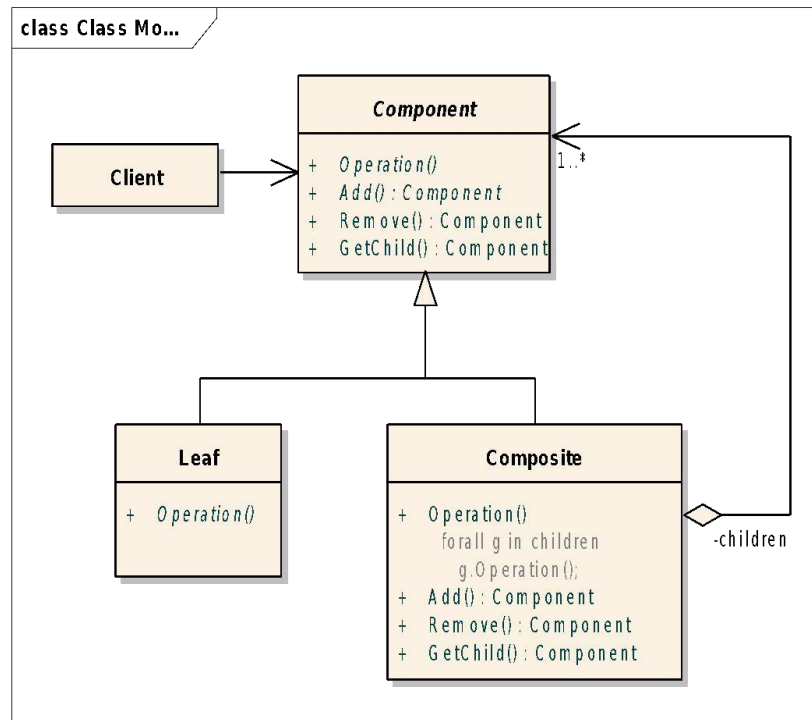 class Class Mo...
Component
+ Operation()
+ Add() : Component
+ Remove() : Component
+ GetChild() : Component
Client
1..*
Leaf
+ Operation()
Composite
+ Operation()
forall g in children
g.Operation();
+ Add() : Component
+ Remove() : Component
+ GetChild() : Component
-children